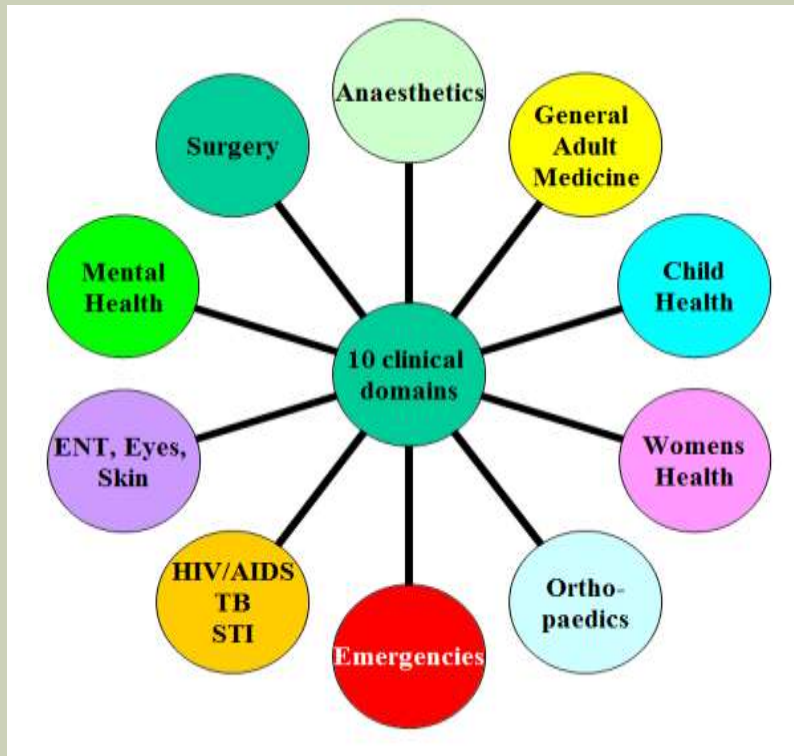 Anaesthetics
General
Adult
Medicine
Child
Health
Womens
Health
Ortho-
paedics
Emergencies
HIV/AIDS
TB
STI
ENT, Eyes,
Skin
Mental
Health
Surgery
10 clinical
domains